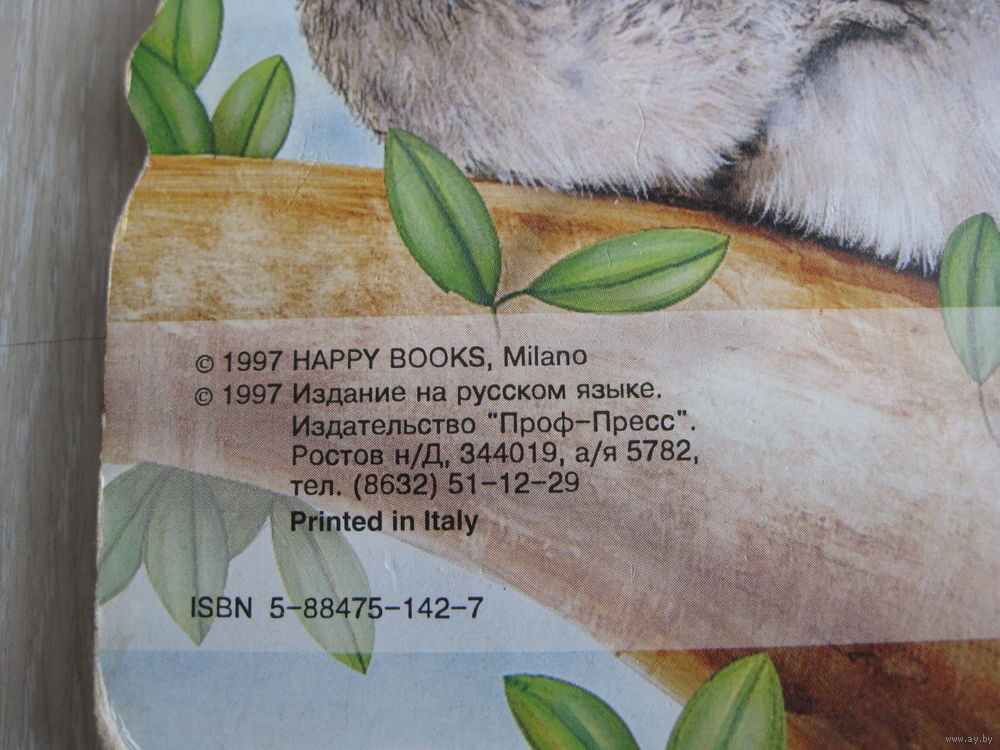 © 1997 HAPPY BOOKS, Milano
© 1997 Издание на русском языке.
Издательство "Проф-Пресс".
Ростов н/Д, 344019, а/я 5782,
тел. (8632) 51-12-29
Printed in Italy
ISBN 5-88475-142-7
www.ay.by